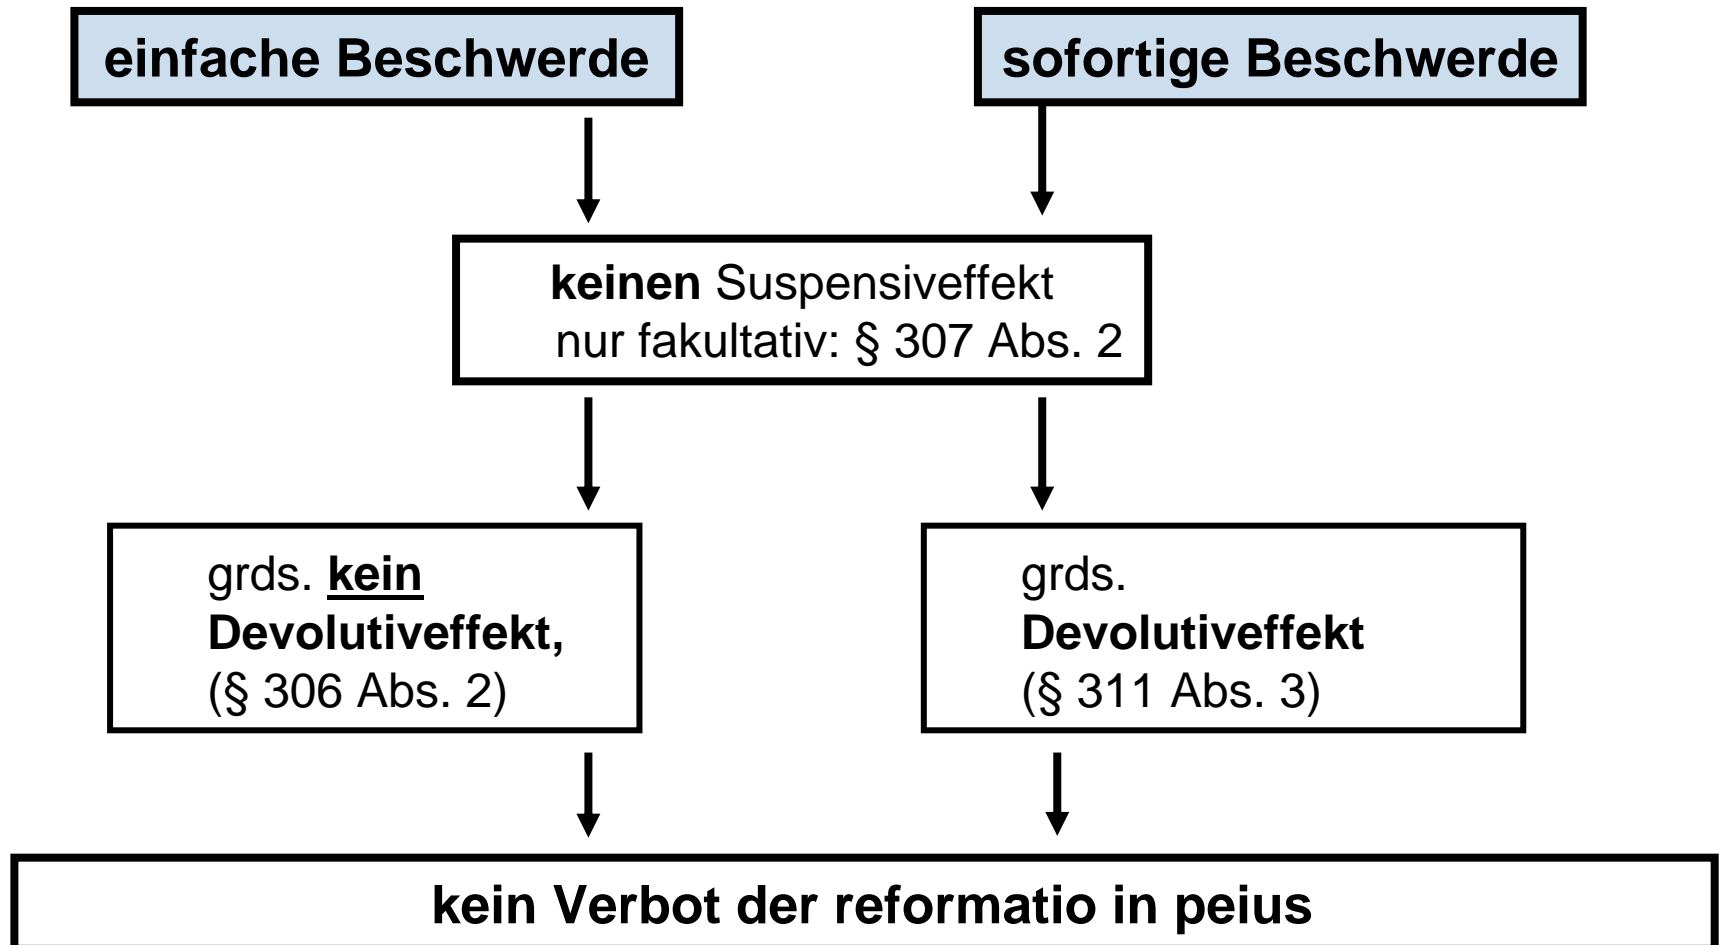 einfache Beschwerde
sofortige Beschwerde
keinen Suspensiveffekt
nur fakultativ: § 307 Abs. 2
grds. kein
Devolutiveffekt,
(§ 306 Abs. 2)
grds.
Devolutiveffekt
(§ 311 Abs. 3)
kein Verbot der reformatio in peius